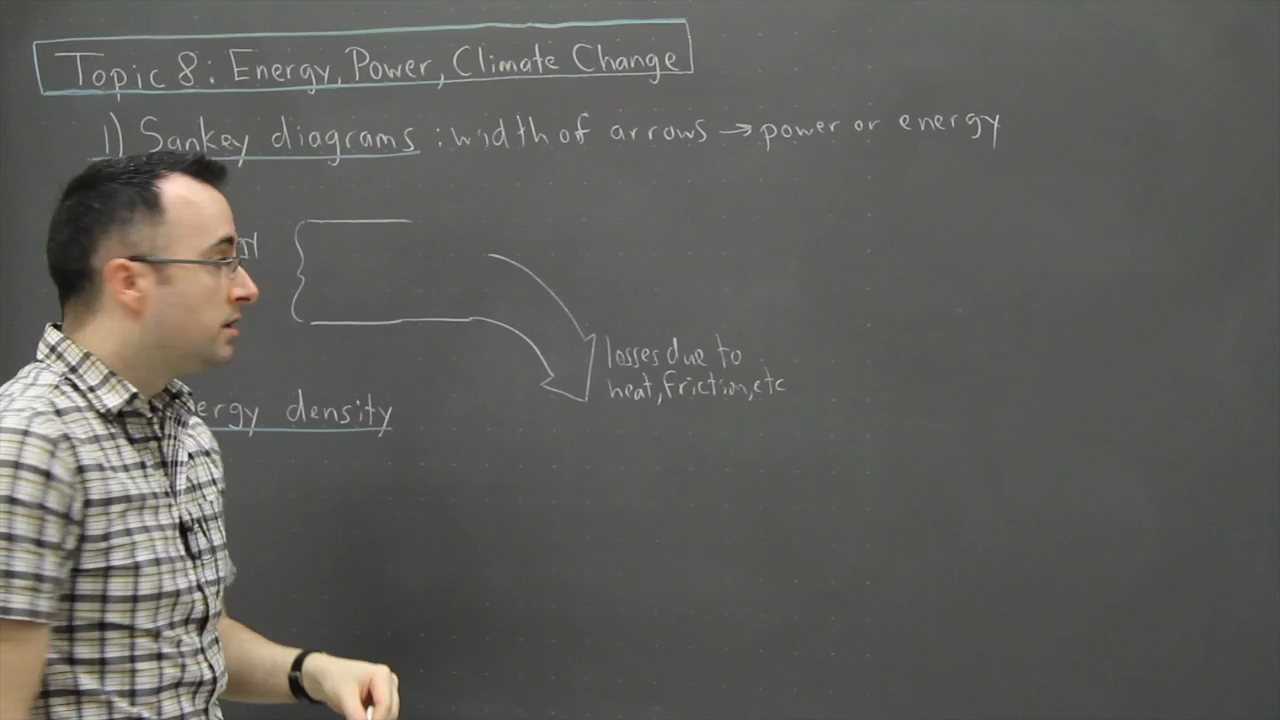 Topic 8: Energy, Power, Climate Change
1) Sankey diagrams : width of arrows → power or energy
losses due to
heat, friction, etc
density